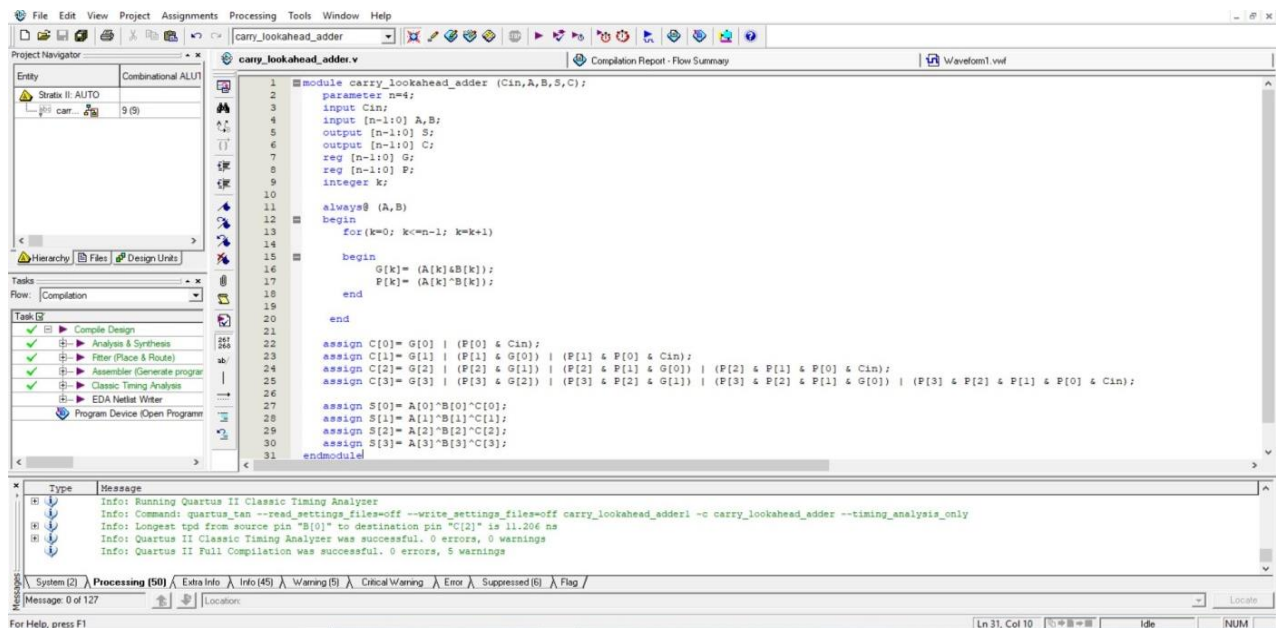 File Edit View Project Assignments Processing Tools Window Help
carry_lookahead_adder
Project Navigator
Entity Combinational ALUT
Stratix II: AUTO
carr... 9 (9)
Hierarchy Files Design Units
Tasks
Flow: Compilation
Task
Compile Design
Analysis & Synthesis
Fitter (Place & Route)
Assembler (Generate program
Classic Timing Analysis
EDA Netlist Writer
Program Device (Open Programm
carry_lookahead_adder.v Compilation Report - Flow Summary Waveform1.vwf
267
268
ab/
1 module carry_lookahead_adder (Cin,A,B,S,C);
2 parameter n=4;
3 input Cin;
4 input [n-1:0] A,B;
5 output [n-1:0] S;
6 output [n-1:0] C;
7 reg [n-1:0] G;
8 reg [n-1:0] P;
9 integer k;
10
11 always@ (A,B)
12 begin
13 for(k=0; k<=n-1; k=k+1)
14
15 begin
16 G[k]= (A[k]&B[k]);
17 P[k]= (A[k]^B[k]);
18 end
19
20 end
21
22 assign C[0]= G[0] | (P[0] & Cin);
23 assign C[1]= G[1] | (P[1] & G[0]) | (P[1] & P[0] & Cin);
24 assign C[2]= G[2] | (P[2] & G[1]) | (P[2] & P[1] & G[0]) | (P[2] & P[1] & P[0] & Cin);
25 assign C[3]= G[3] | (P[3] & G[2]) | (P[3] & P[2] & G[1]) | (P[3] & P[2] & P[1] & G[0]) | (P[3] & P[2] & P[1] & P[0] & Cin);
26
27 assign S[0]= A[0]^B[0]^C[0];
28 assign S[1]= A[1]^B[1]^C[1];
29 assign S[2]= A[2]^B[2]^C[2];
30 assign S[3]= A[3]^B[3]^C[3];
31 endmodule
Type Message
Info: Running Quartus II Classic Timing Analyzer
Info: Command: quartus_tan --read_settings_files=off --write_settings_files=off carry_lookahead_adder1 -c carry_lookahead_adder --timing_analysis_only
Info: Longest tpd from source pin "B[0]" to destination pin "C[2]" is 11.206 ns
Info: Quartus II Classic Timing Analyzer was successful. 0 errors, 0 warnings
Info: Quartus II Full Compilation was successful. 0 errors, 5 warnings
System (2) Processing (50) Extra Info Info (45) Warning (5) Critical Warning Error Suppressed (6) Flag
Messages
Message: 0 of 127 Location: Locate
For Help, press F1 Ln 31, Col 10 Idle NUM